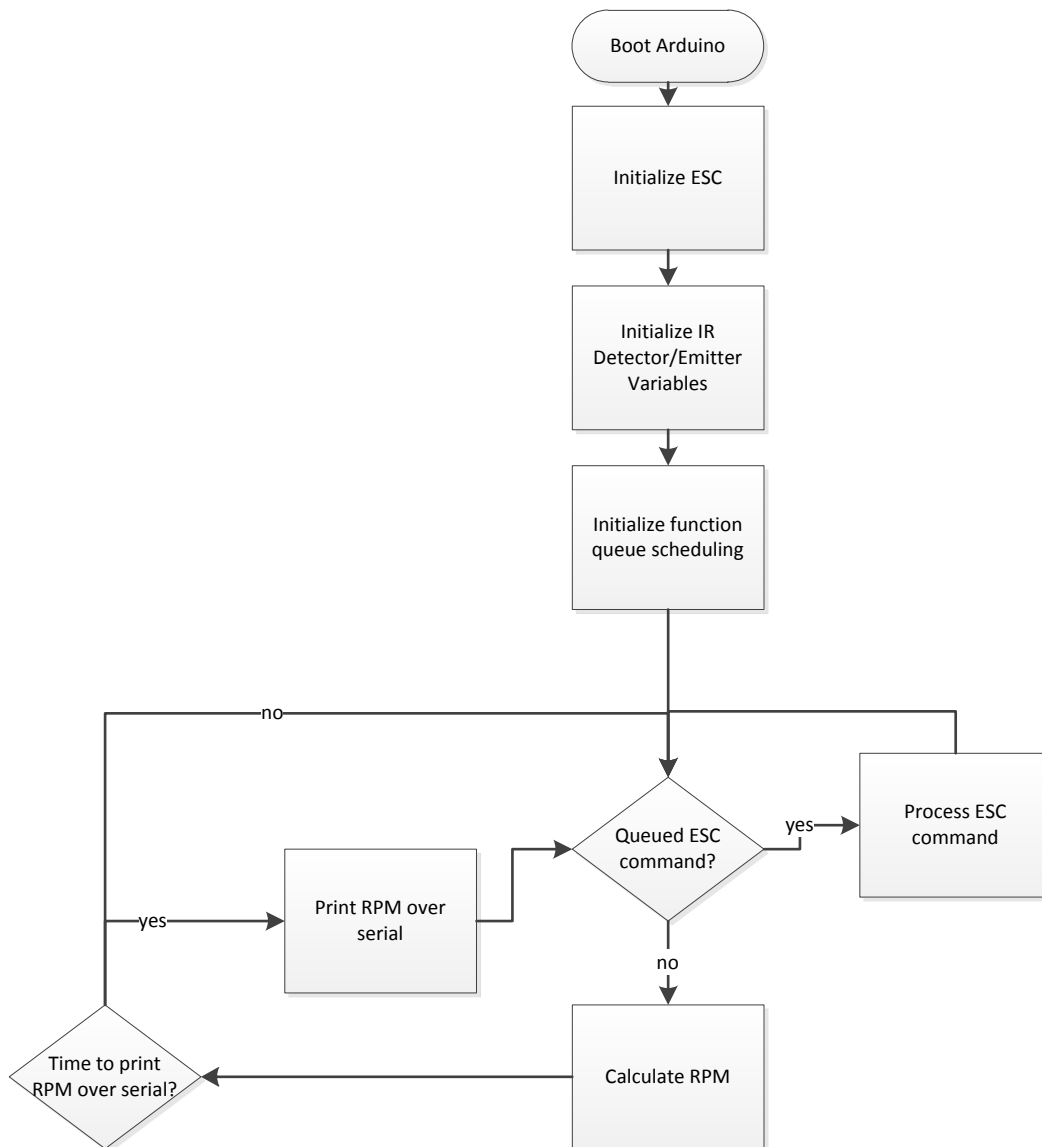 Boot Arduino
Initialize ESC
Initialize IR
Detector/Emitter
Variables
Initialize function
queue scheduling
no
Queued ESC
command?
yes
Process ESC
command
Print RPM over
serial
yes
no
Time to print
RPM over serial?
Calculate RPM